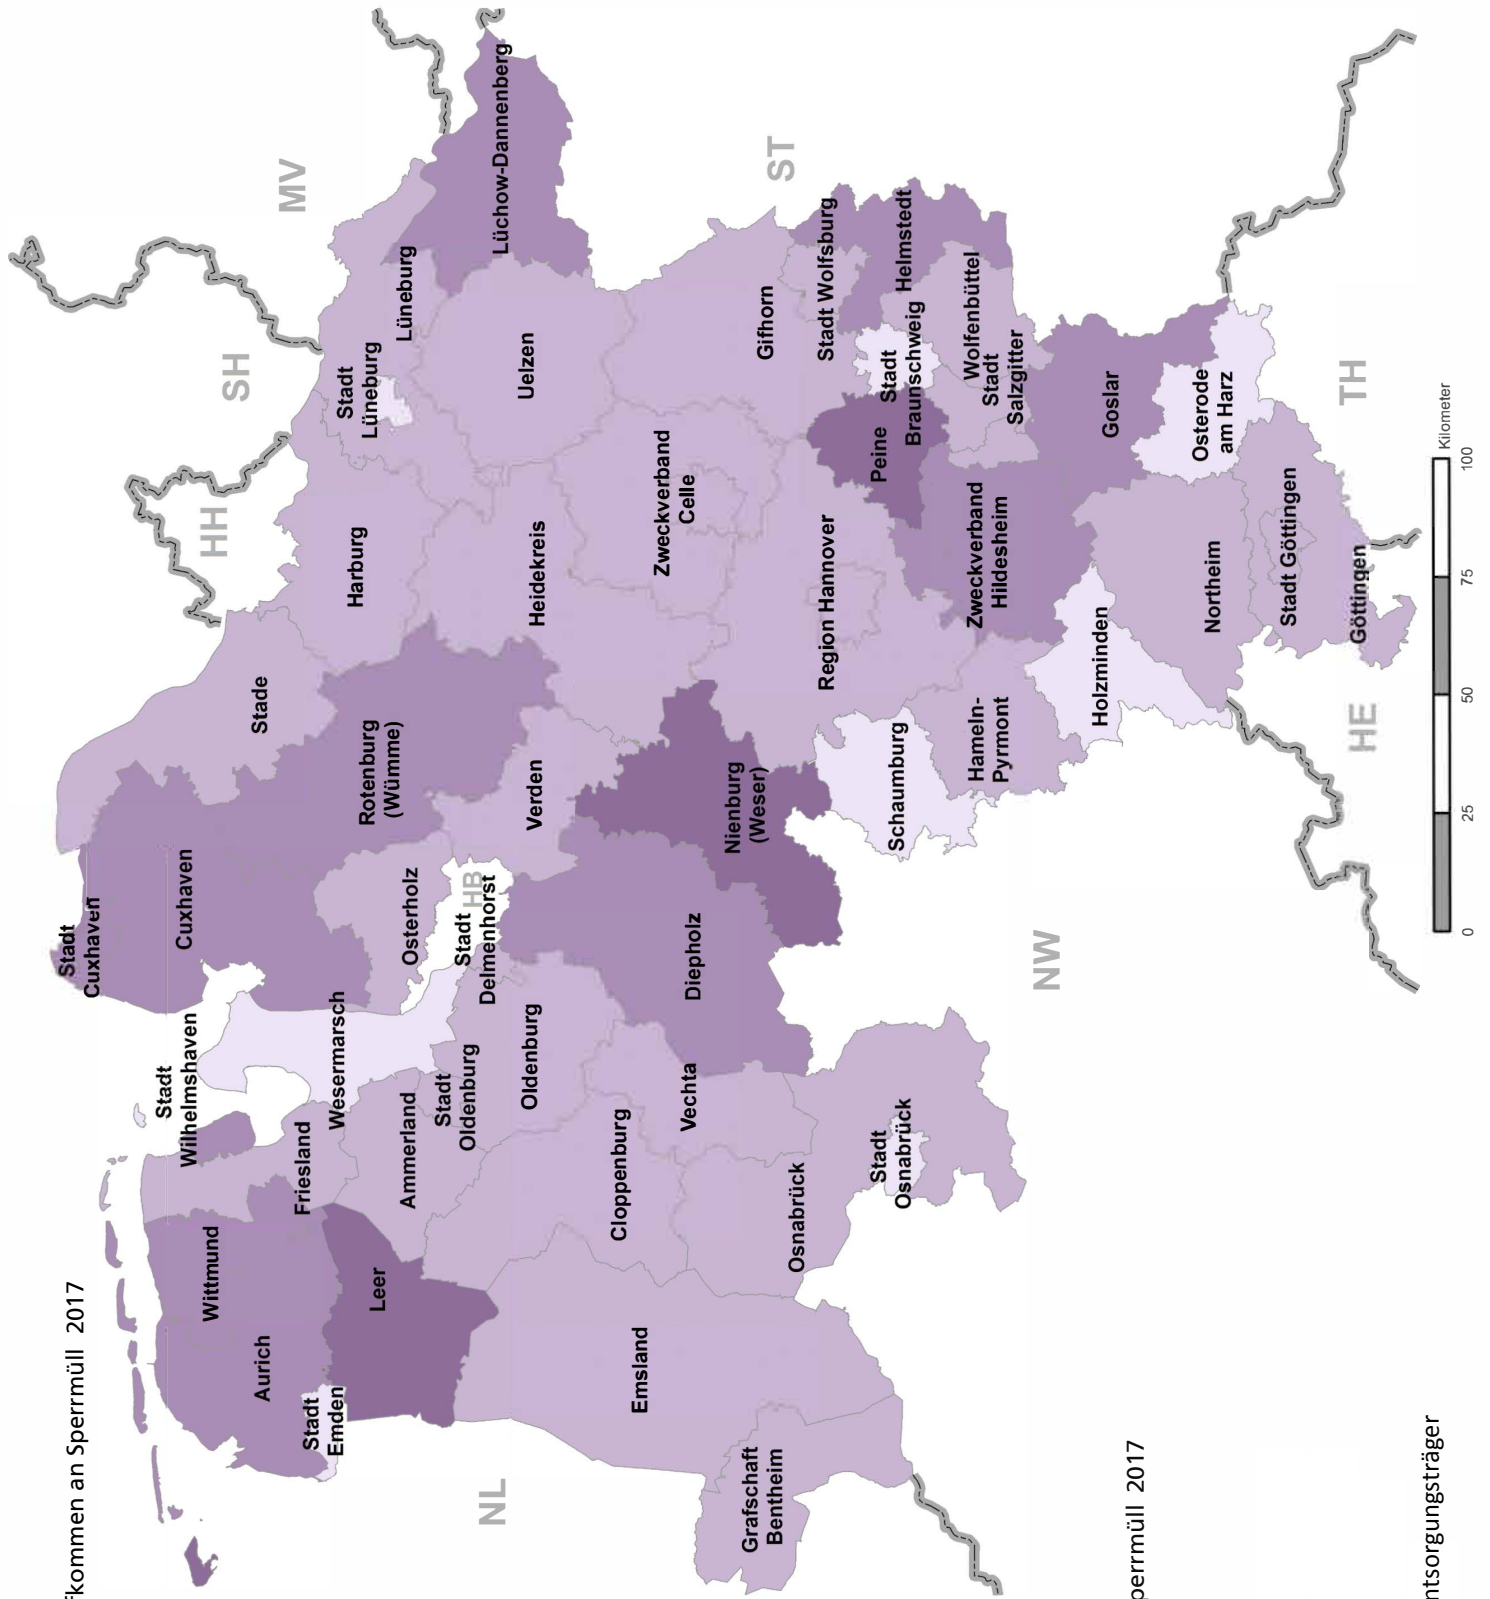 fkommen an Sperrmüll 2017
Stadt
Cuxhaven
Stadt
Wilhelmshaven
Cuxhaven
Wittmund
SH
MV
HH
Aurich
Stade
Friesland
Stadt
Emden
Wesermarsch
Stadt
Lüneburg
Harburg
Rotenburg
(Wümme)
Leer
Lüneburg
Ammerland
Osterholz
Stadt
Oldenburg
Stadt
Delmenhorst
HB
NL
Lüchow-Dannenberg
Oldenburg
Verden
Heidekreis
Uelzen
Cloppenburg
Emsland
Zweckverband
Celle
Vechta
Diepholz
Nienburg
(Weser)
Grafschaft
Bentheim
Gifhorn
ST
Osnabrück
Region Hannover
Stadt Wolfsburg
Stadt
Osnabrück
Peine
Stadt
Braunschweig
Schaumburg
Helmstedt
Hameln-
Pyrmont
Zweckverband
Hildesheim
Wolfenbüttel
Stadt
Salzgitter
NW
Holzminden
Goslar
perrmüll 2017
Northeim
Osterode
am Harz
Stadt Göttingen
Göttingen
HE
TH
ntsorgungsträger
Kilometer
0 25 50 75 100